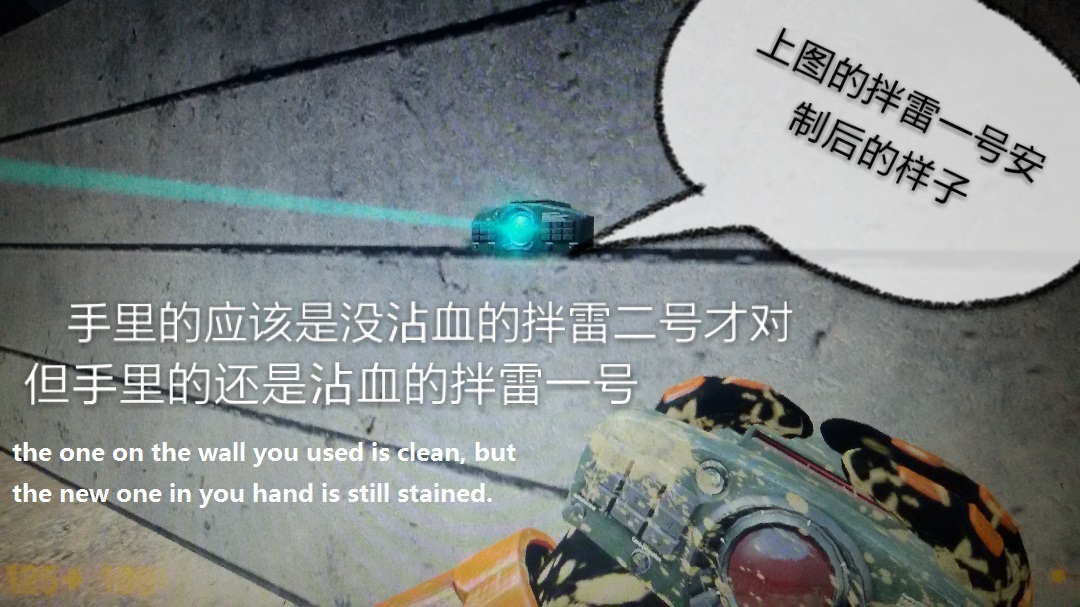 上图的拌雷一号安
制后的样子
手里的应该是没沾血的拌雷二号才对
但手里的还是沾血的拌雷一号
the one on the wall you used is clean, but
the new one in you hand is still stained.